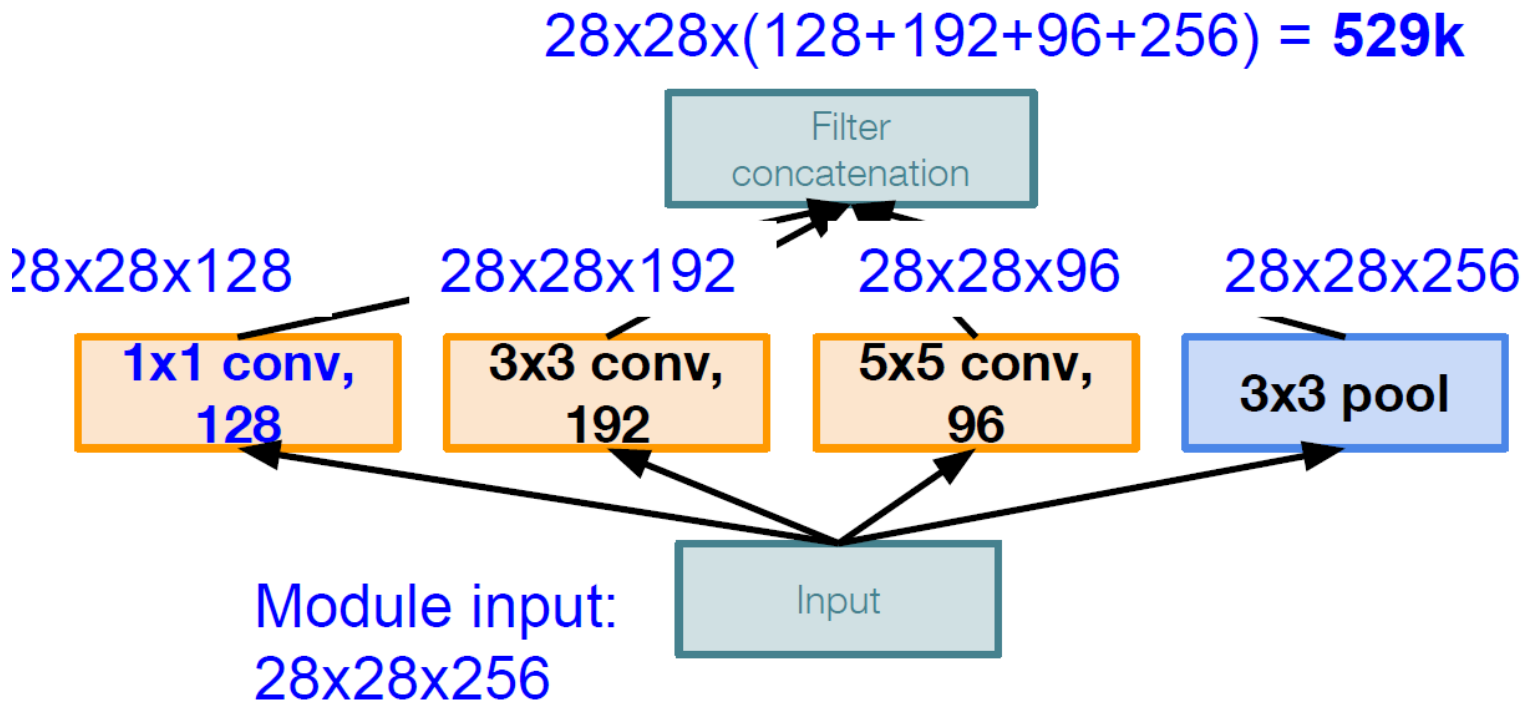 28x28x(128+192+96+256) = 529k
Filter
concatenation
28x28x128
28x28x192
28x28x96
28x28x256
1x1 conv,
128
3x3 conv,
192
5x5 conv,
96
3x3 pool
Input
Module input:
28x28x256